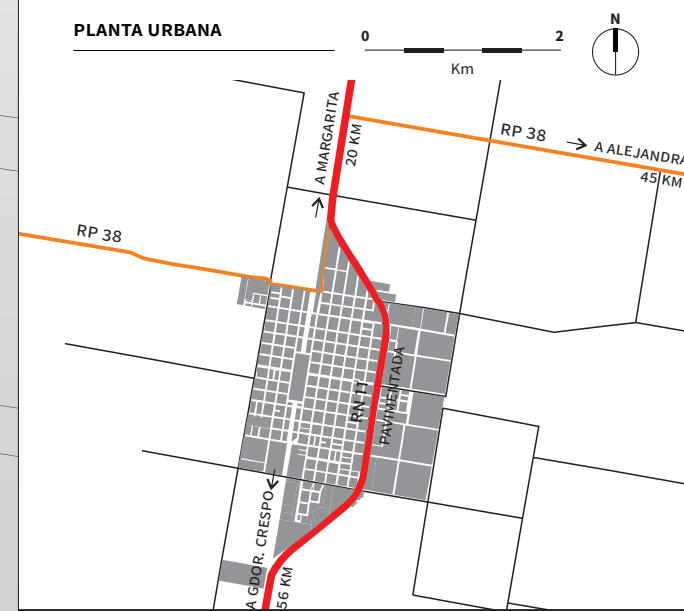 PLANTA URBANA
0 2
Km
N
A MARGARITA
20 KM
RP 38
A ALEJANDRA
45 KM
RP 38
RN 11
PAVIMENTADA
A GDOR. CRESPO
56 KM